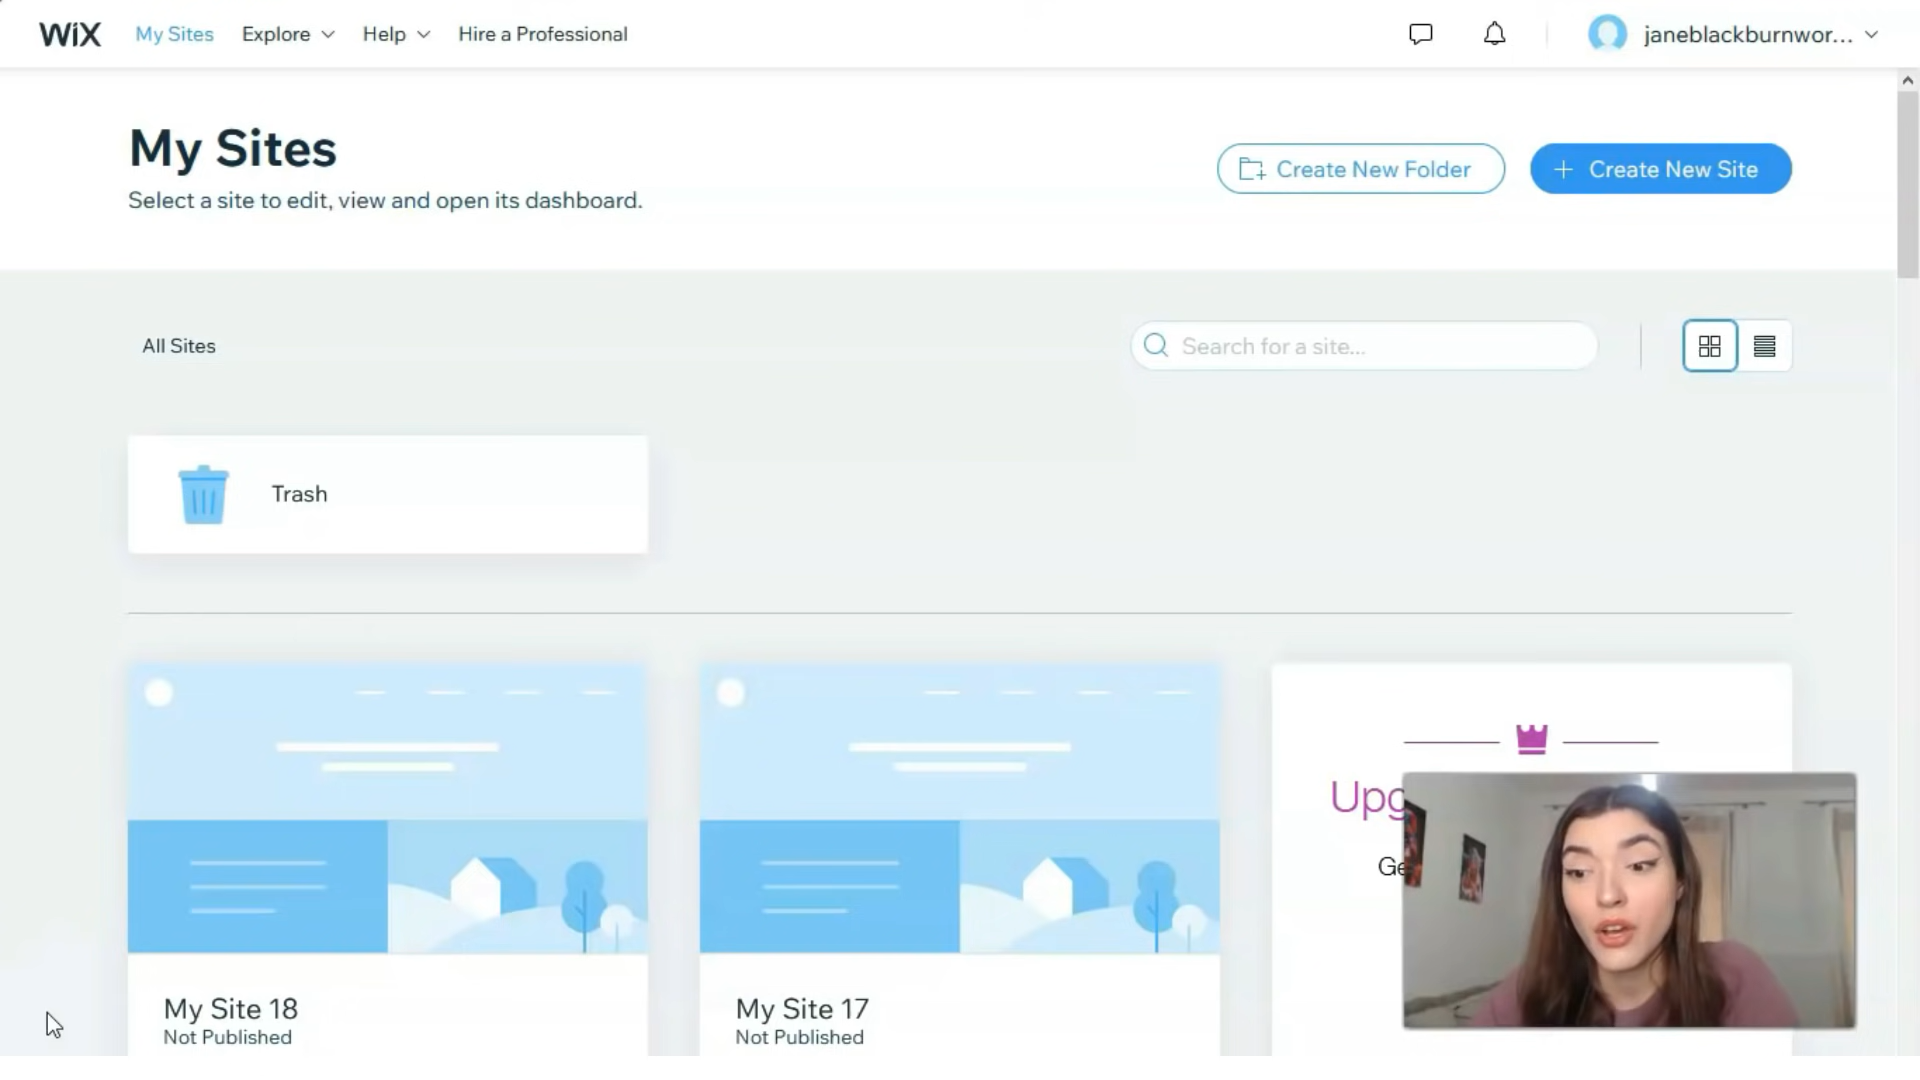 WiX My Sites Explore Help Hire a Professional janeblackburnwor...
My Sites
Select a site to edit, view and open its dashboard.
Create New Folder
+ Create New Site
All Sites
Search for a site...
Trash
Upg
Ge
My Site 18
Not Published
My Site 17
Not Published